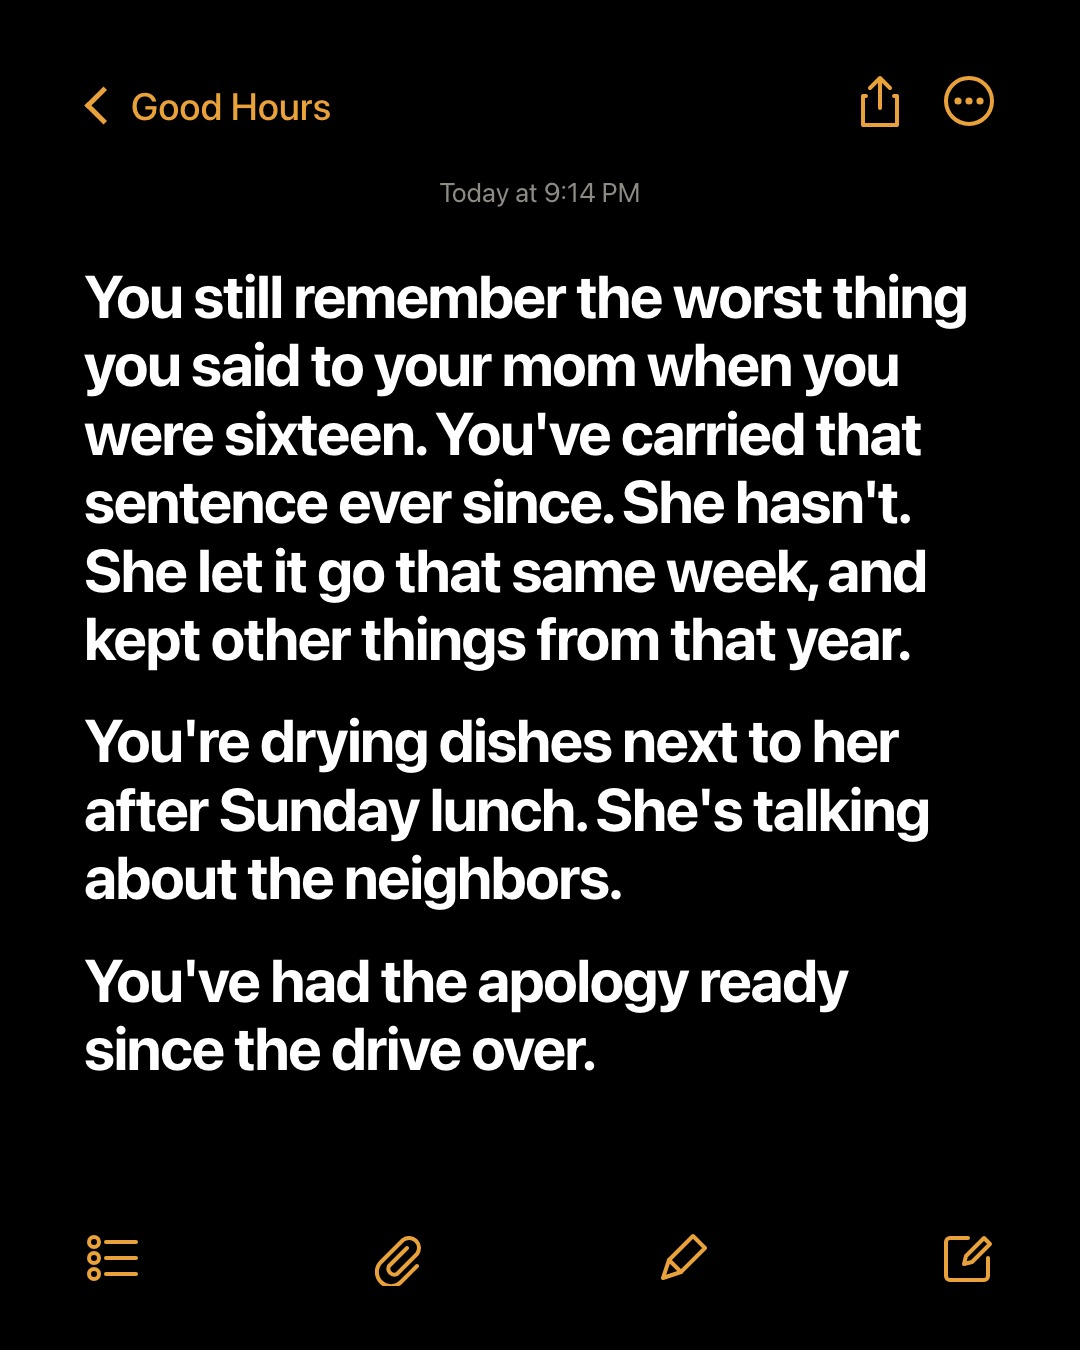 Good Hours
Today at 9:14 PM
You still remember the worst thing
you said to your mom when you
were sixteen. You've carried that
sentence ever since. She hasn't.
She let it go that same week, and
kept other things from that year.
You're drying dishes next to her
after Sunday lunch. She's talking
about the neighbors.
You've had the apology ready
since the drive over.